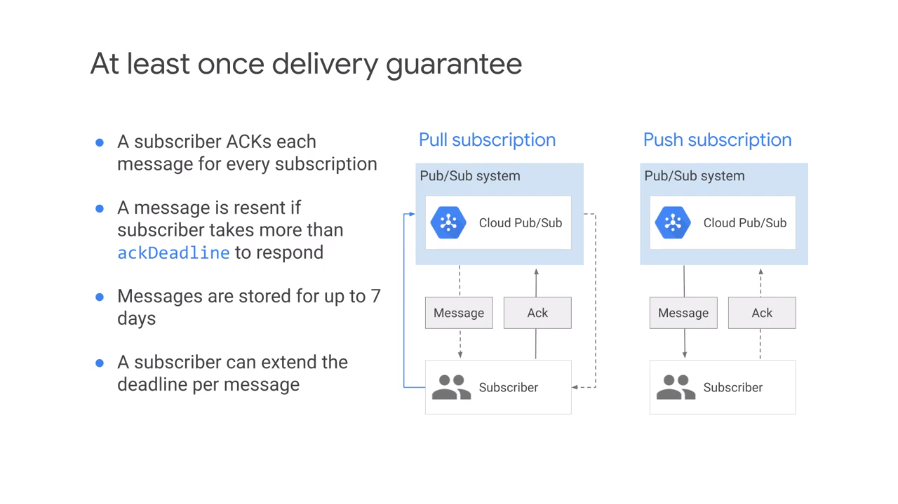 At least once delivery guarantee
A subscriber ACKs each
message for every subscription
A message is resent if
subscriber takes more than
ackDeadline to respond
Messages are stored for up to 7
days
A subscriber can extend the
deadline per message
Pull subscription
Pub/Sub system
Cloud Pub/Sub
Message
Ack
Subscriber
Push subscription
Pub/Sub system
Cloud Pub/Sub
Message
Ack
Subscriber